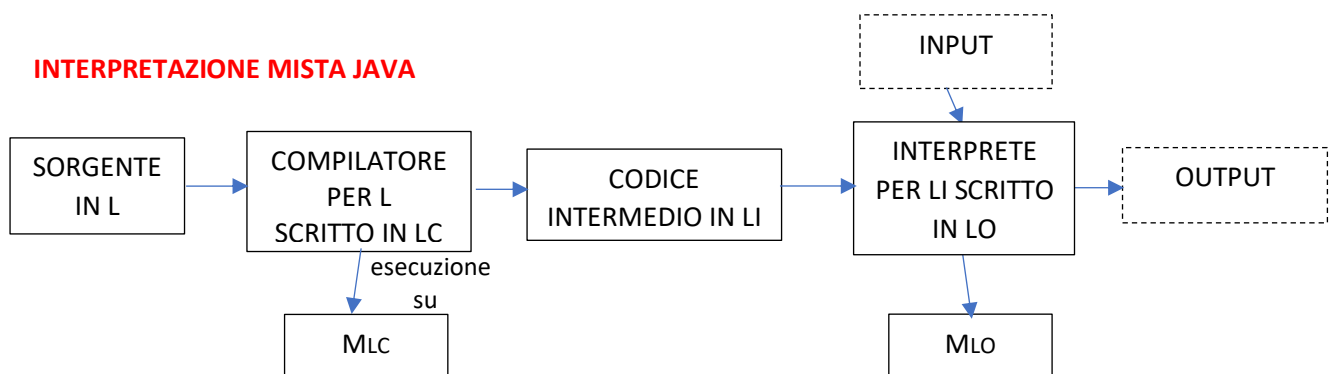 INTERPRETAZIONE MISTA JAVA
INPUT
SORGENTE
IN L
COMPILATORE
PER L
SCRITTO IN LC
CODICE
INTERMEDIO IN LI
INTERPRETE
PER LI SCRITTO
IN LO
OUTPUT
esecuzione
su
MLC
MLO